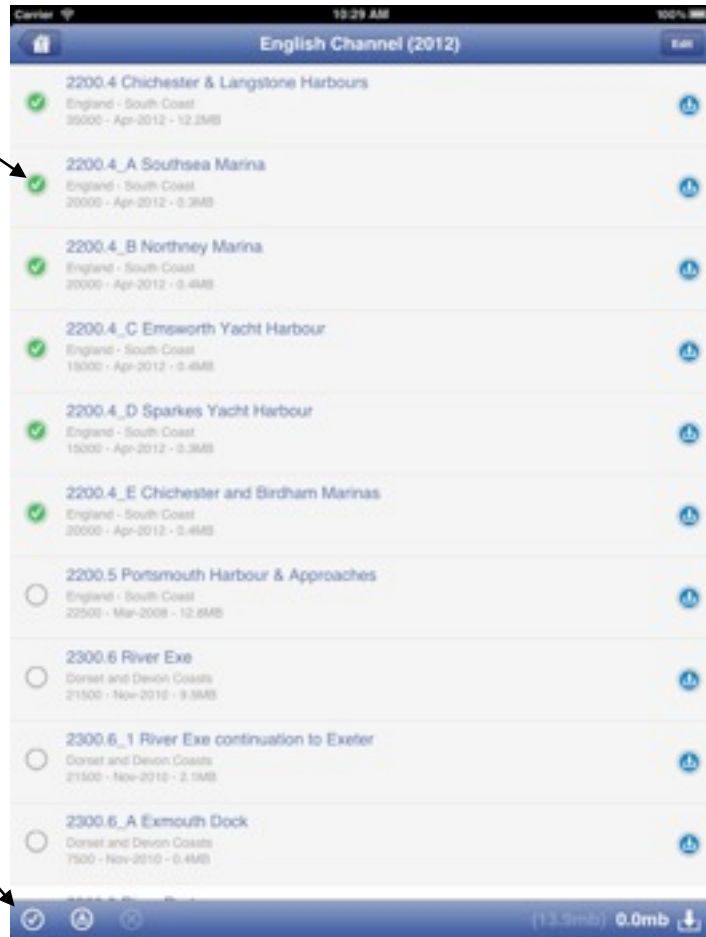 Carrier 10:29 AM 100%
English Channel (2012) Edit
2200.4 Chichester & Langstone Harbours
England - South Coast
35000 - Apr-2012 - 12.2MB
2200.4_A Southsea Marina
England - South Coast
20000 - Apr-2012 - 0.3MB
2200.4_B Northney Marina
England - South Coast
20000 - Apr-2012 - 0.4MB
2200.4_C Emsworth Yacht Harbour
England - South Coast
15000 - Apr-2012 - 0.4MB
2200.4_D Sparkes Yacht Harbour
England - South Coast
15000 - Apr-2012 - 0.3MB
2200.4_E Chichester and Birdham Marinas
England - South Coast
20000 - Apr-2012 - 0.4MB
2200.5 Portsmouth Harbour & Approaches
England - South Coast
22500 - Mar-2008 - 12.8MB
2300.6 River Exe
Dorset and Devon Coasts
21500 - Nov-2010 - 9.9MB
2300.6_1 River Exe continuation to Exeter
Dorset and Devon Coasts
21500 - Nov-2010 - 2.1MB
2300.6_A Exmouth Dock
Dorset and Devon Coasts
7500 - Nov-2010 - 0.4MB
(13.9mb) 0.0mb